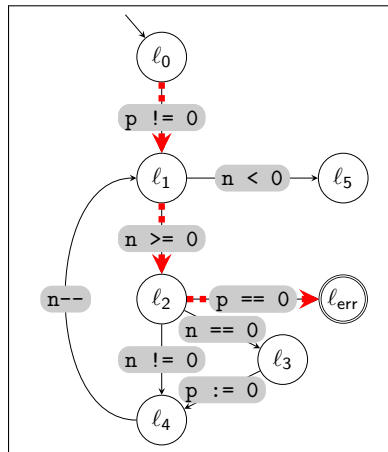 ℓ0
p != 0
ℓ1
n < 0
ℓ5
n >= 0
n--
ℓ2
p == 0
ℓerr
n == 0
n != 0
ℓ3
p := 0
ℓ4